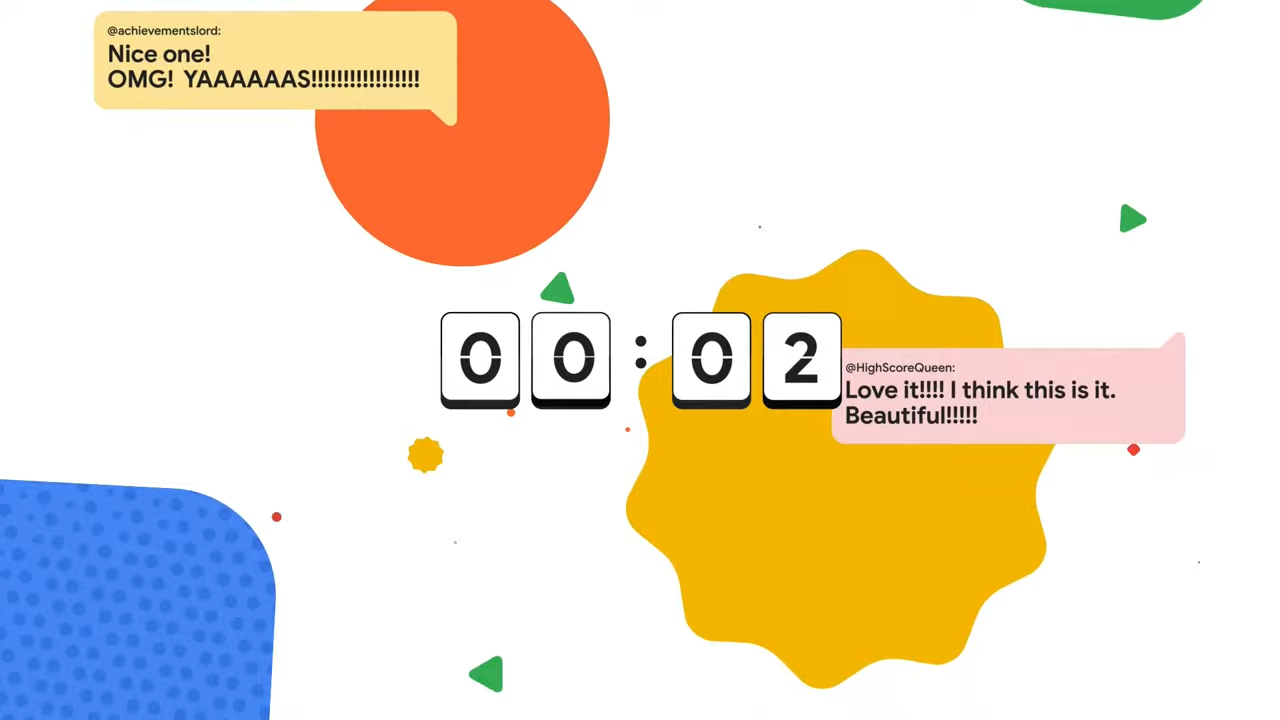 @achievementslord:
Nice one!
OMG! YAAAAAAS!!!!!!!!!!!!!!!!!
00:02
@HighScoreQueen:
Love it!!!! I think this is it.
Beautiful!!!!!